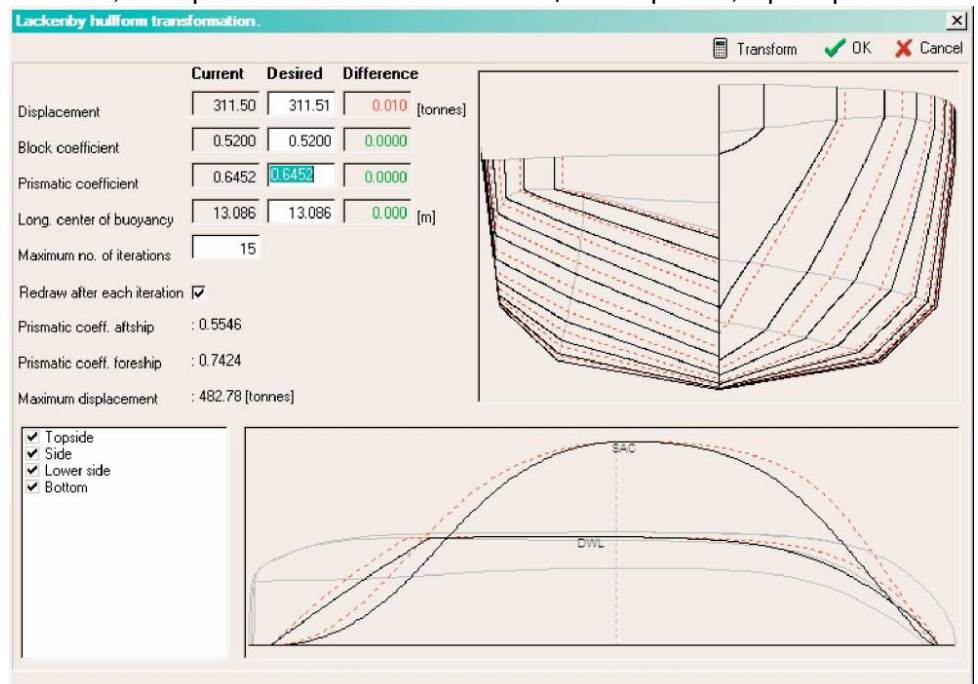 Lackenby hullform transformation.
Transform OK Cancel
Current Desired Difference
Displacement 311.50 311.51 0.010 [tonnes]
Block coefficient 0.5200 0.5200 0.0000
Prismatic coefficient 0.6452 0.6452 0.0000
Long. center of buoyancy 13.086 13.086 0.000 [m]
Maximum no. of iterations 15
Redraw after each iteration
Prismatic coeff. aftship : 0.5546
Prismatic coeff. foreship : 0.7424
Maximum displacement : 482.78 [tonnes]
Topside
Side
Lower side
Bottom
SAC
DWL